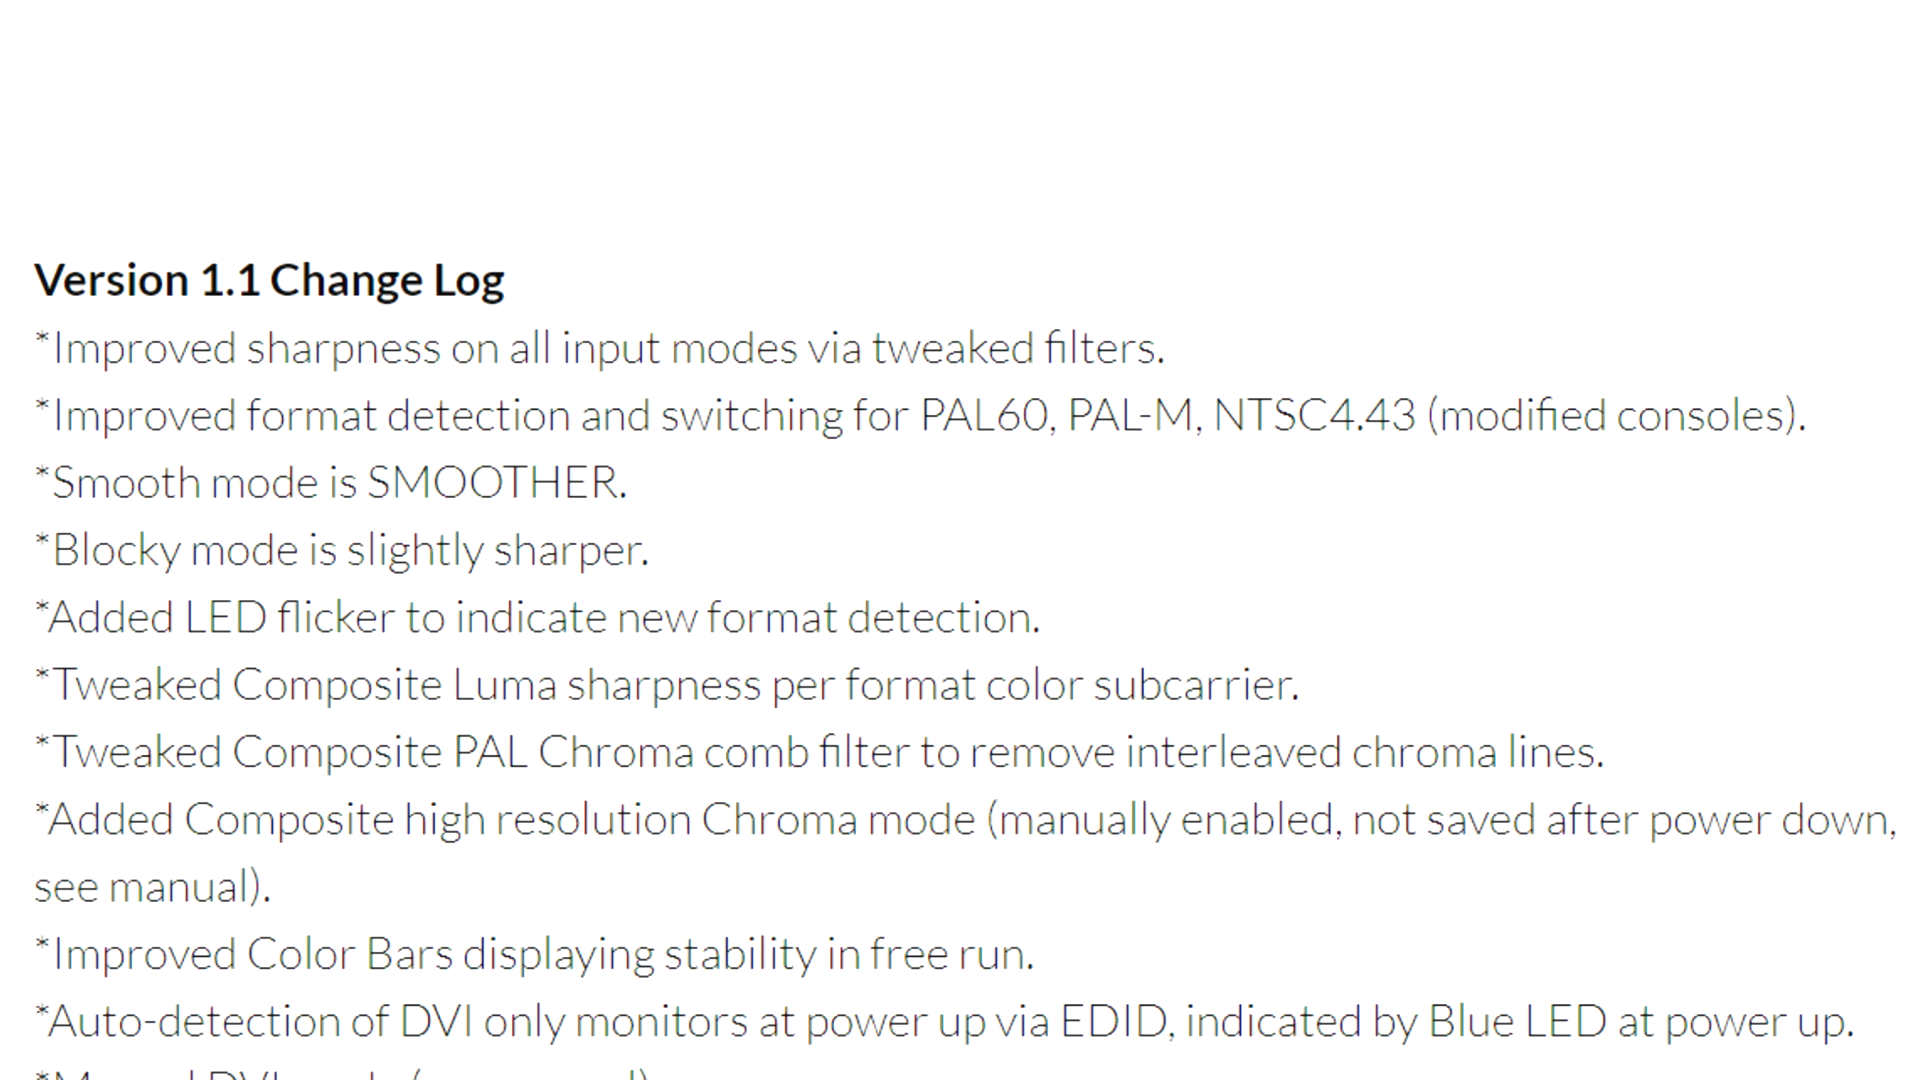 Version 1.1 Change Log
*Improved sharpness on all input modes via tweaked filters.
*Improved format detection and switching for PAL60, PAL-M, NTSC4.43 (modified consoles).
*Smooth mode is SMOOTHER.
*Blocky mode is slightly sharper.
*Added LED flicker to indicate new format detection.
*Tweaked Composite Luma sharpness per format color subcarrier.
*Tweaked Composite PAL Chroma comb filter to remove interleaved chroma lines.
*Added Composite high resolution Chroma mode (manually enabled, not saved after power down,
see manual).
*Improved Color Bars displaying stability in free run.
*Auto-detection of DVI only monitors at power up via EDID, indicated by Blue LED at power up.